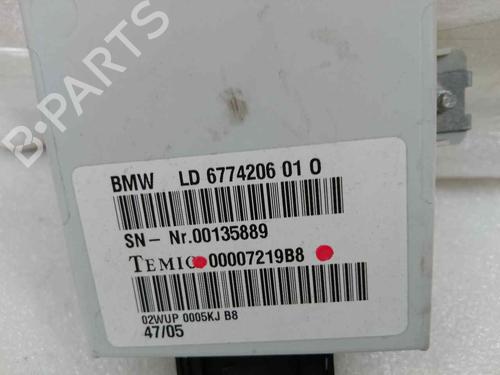 B-PARTS
BMW LD 6774206 01 0
SN- Nr.00135889
TEMIC 00007219B8
02WUP 0005KJ B8
47/05